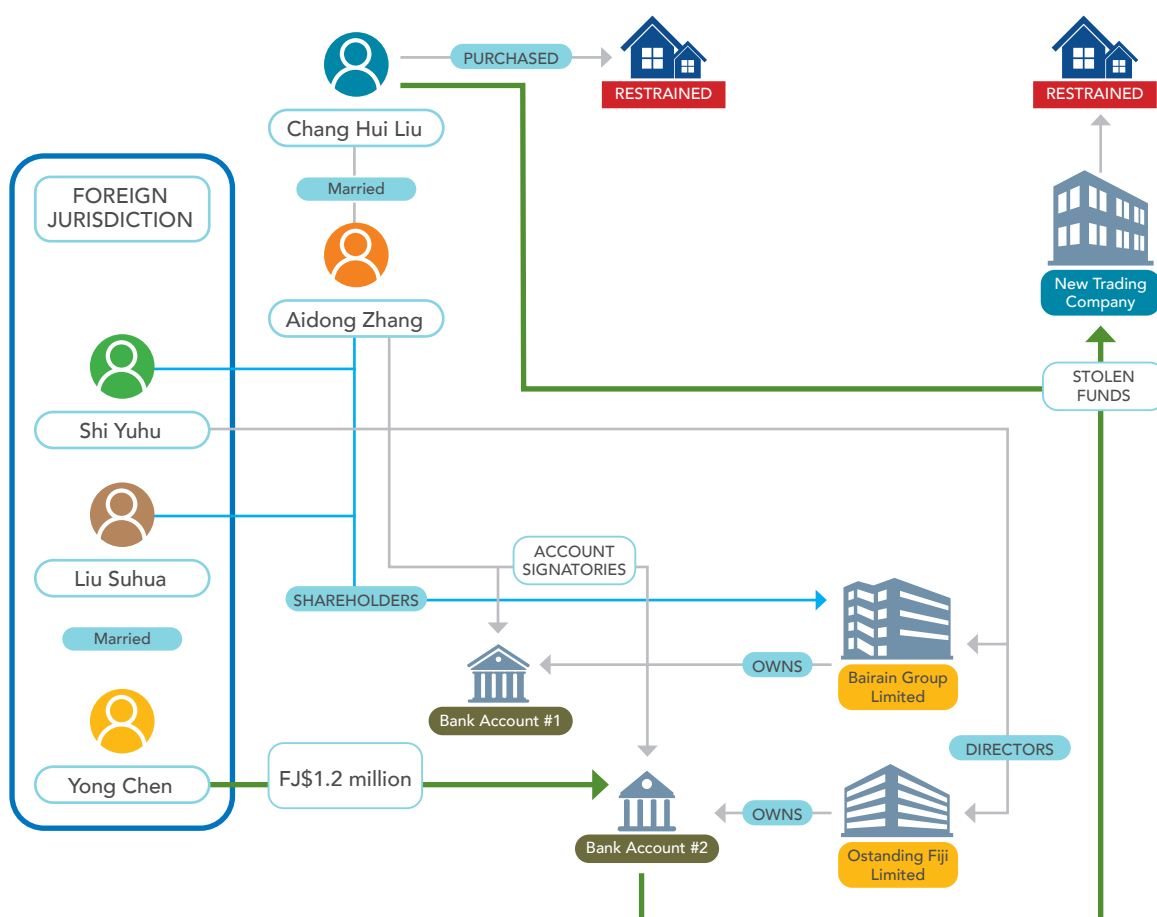 PURCHASED
RESTRAINED
RESTRAINED
Chang Hui Liu
Married
FOREIGN
JURISDICTION
Aidong Zhang
New Trading
Company
STOLEN
FUNDS
Shi Yuhu
Liu Suhua
ACCOUNT
SIGNATORIES
SHAREHOLDERS
Married
OWNS
Bairain Group
Limited
Bank Account #1
DIRECTORS
Yong Chen
FJ$1.2 million
OWNS
Bank Account #2
Ostanding Fiji
Limited